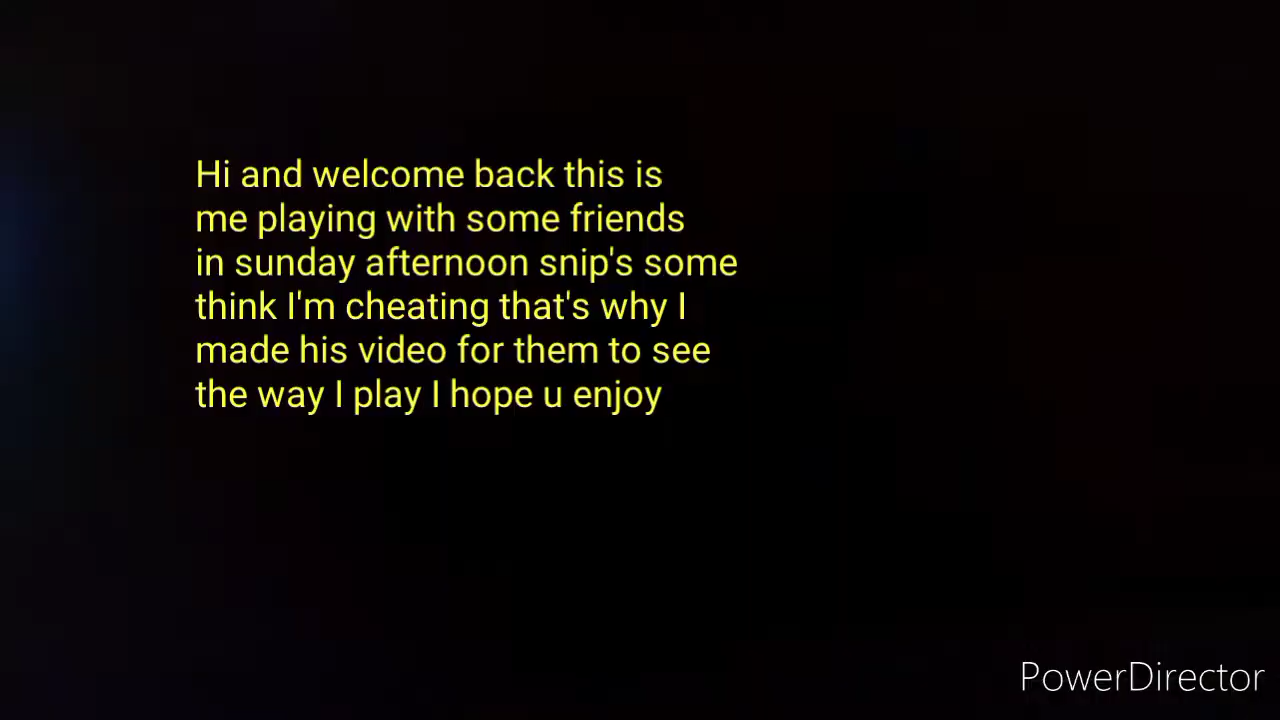 Hi and welcome back this is
me playing with some friends
in sunday afternoon snip's some
think I'm cheating that's why I
made his video for them to see
the way I play I hope u enjoy
PowerDirector